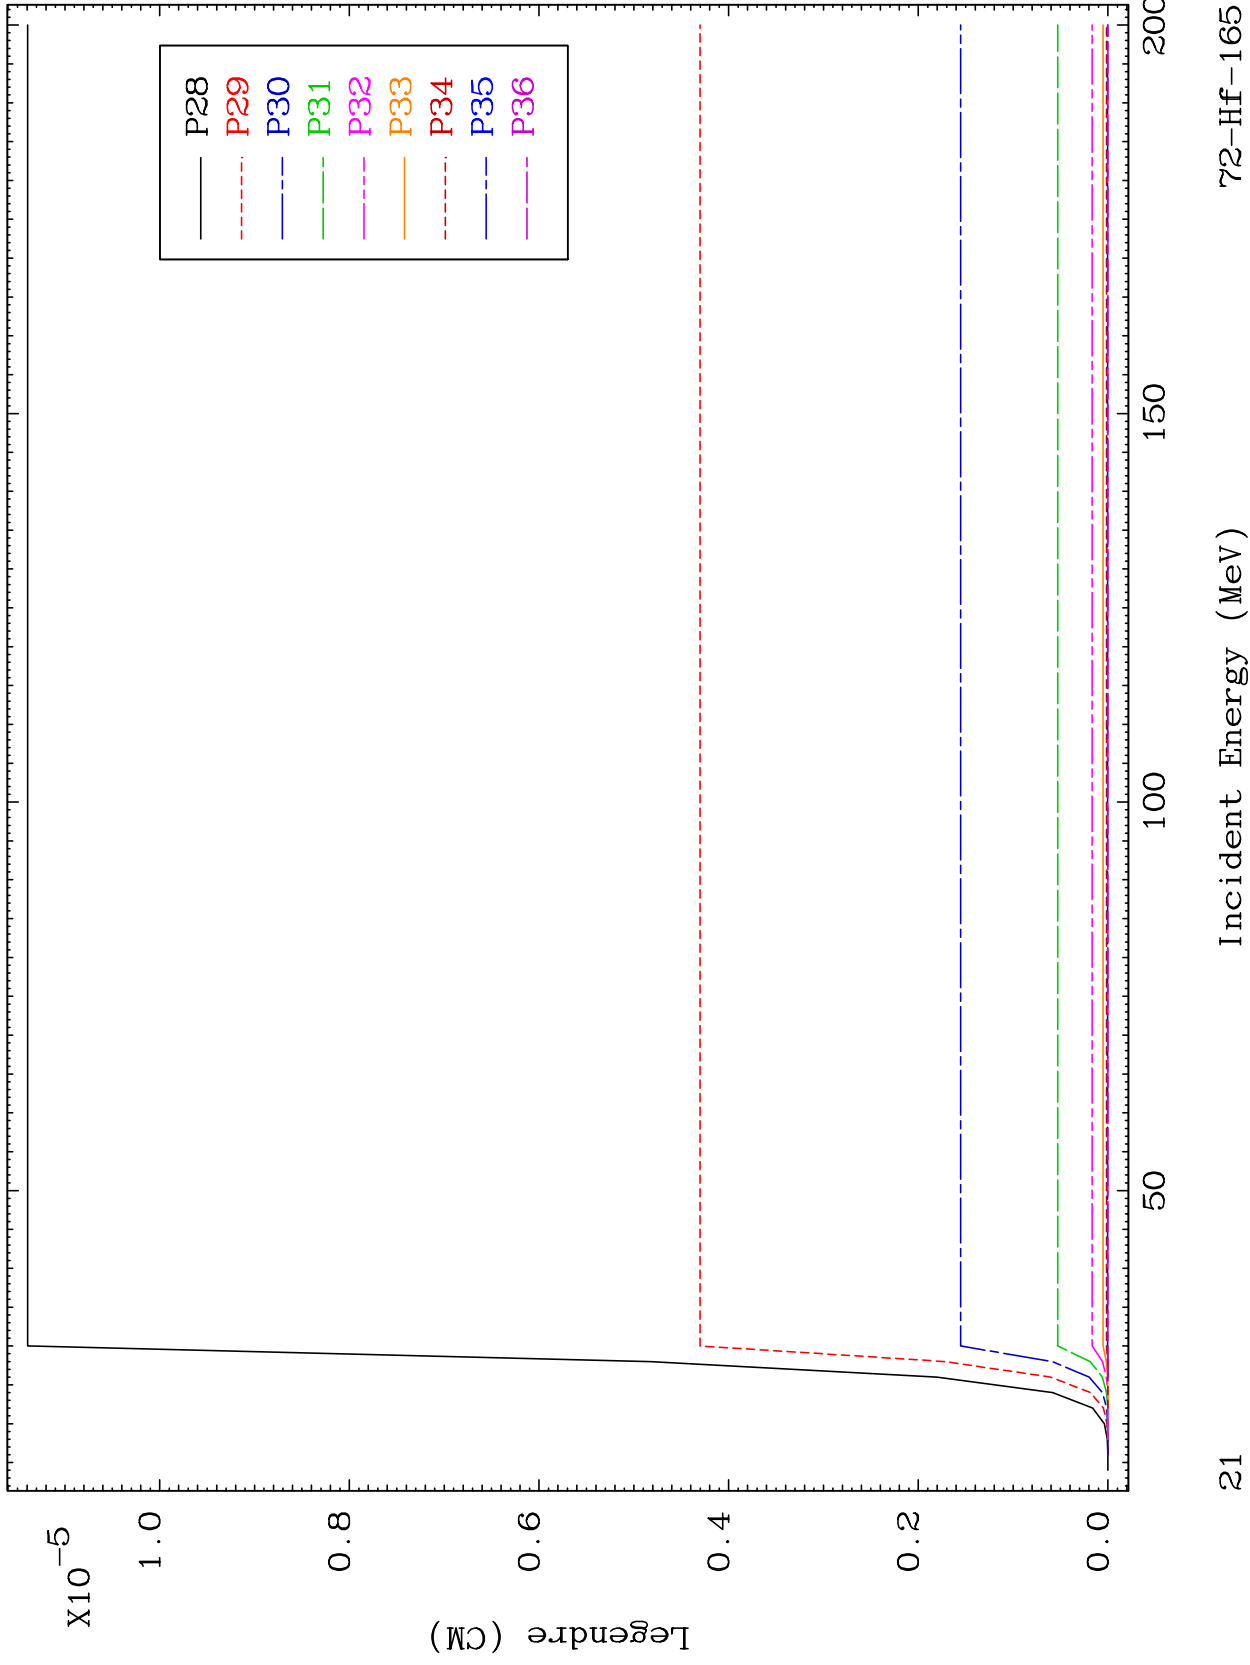 X10-5
1.0
0.8
0.6
0.4
0.2
0.0
Legendre (CM)
P28
P29
P30
P31
P32
P33
P34
P35
P36
50
100
150
200
Incident Energy (MeV)
21
72-Hf-165